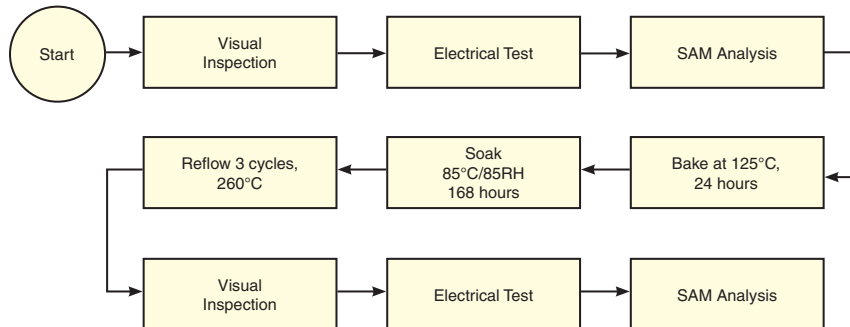 Start
Visual
Inspection
Electrical Test
SAM Analysis
Reflow 3 cycles,
260°C
Soak
85°C/85RH
168 hours
Bake at 125°C,
24 hours
Visual
Inspection
Electrical Test
SAM Analysis